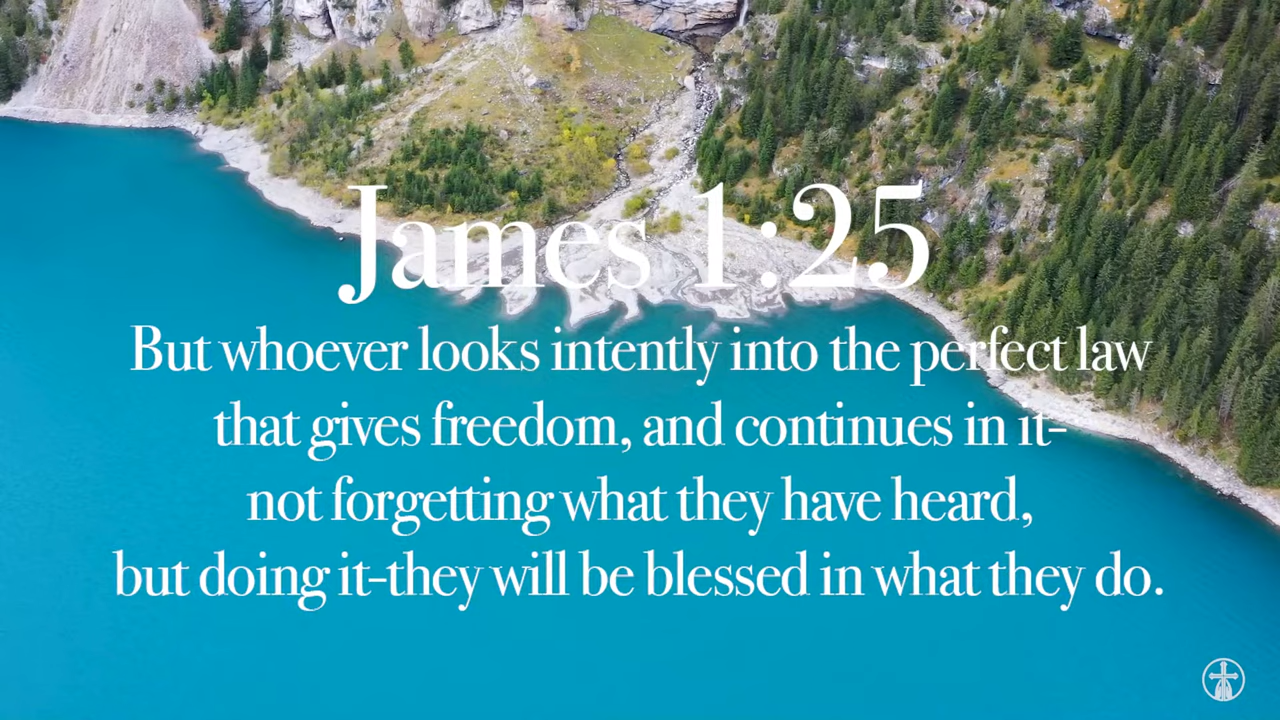 James 1:25
But whoever looks intently into the perfect law
that gives freedom, and continues in it-
not forgetting what they have heard,
but doing it-they will be blessed in what they do.